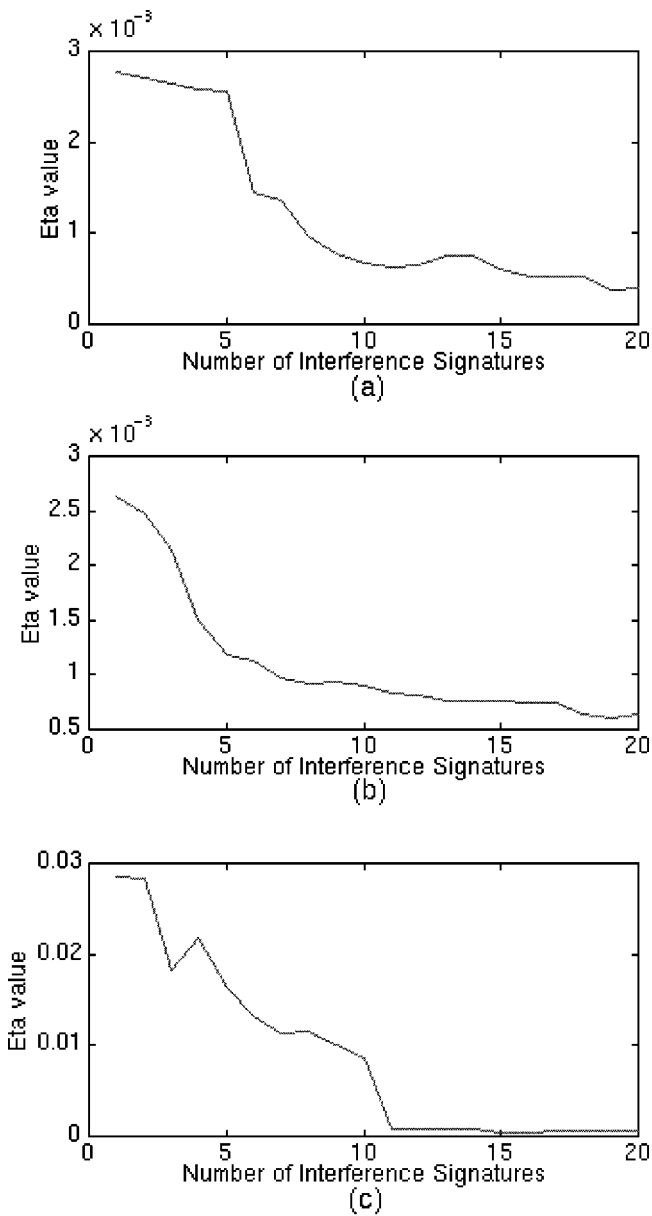 × 10⁻³
3
2
1
0
Eta value
0 5 10 15 20
Number of Interference Signatures
(a)
× 10⁻³
3
2.5
2
1.5
1
0.5
Eta value
0 5 10 15 20
Number of Interference Signatures
(b)
0.03
0.02
0.01
0
Eta value
0 5 10 15 20
Number of Interference Signatures
(c)